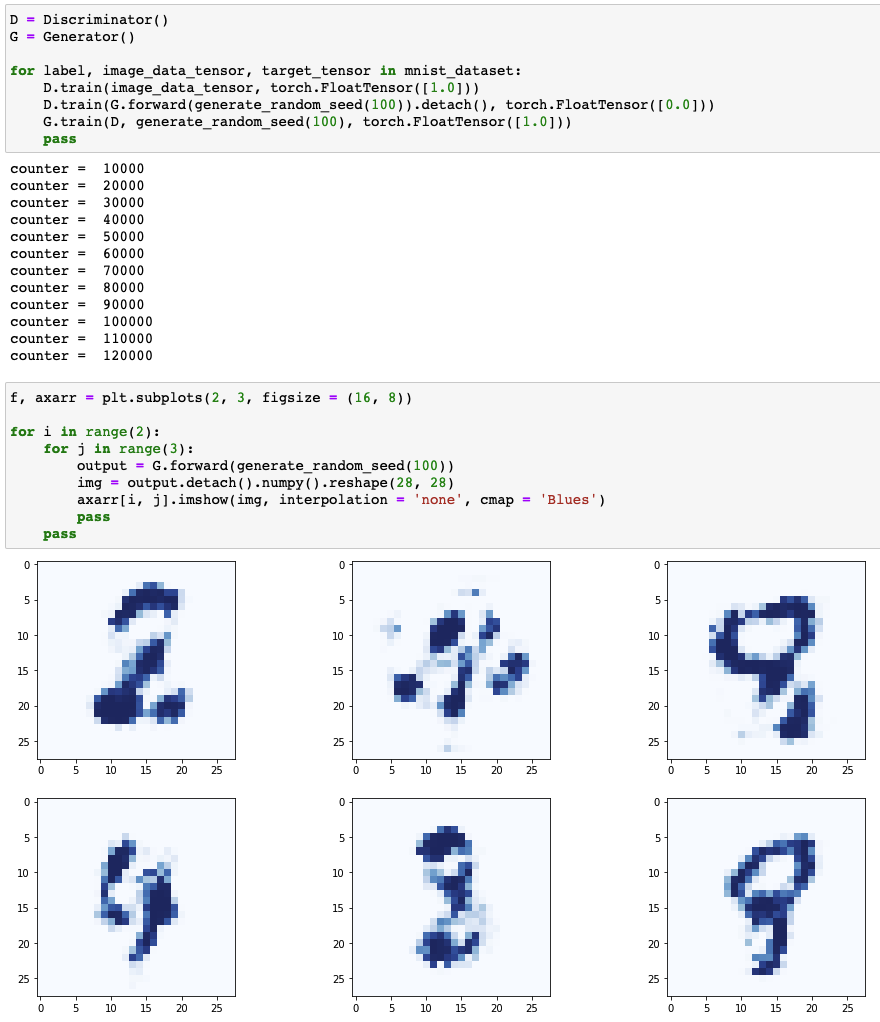 D = Discriminator()
G = Generator()
for label, image_data_tensor, target_tensor in mnist_dataset:
    D.train(image_data_tensor, torch.FloatTensor([1.0]))
    D.train(G.forward(generate_random_seed(100)).detach(), torch.FloatTensor([0.0]))
    G.train(D, generate_random_seed(100), torch.FloatTensor([1.0]))
    pass
counter =  10000
counter =  20000
counter =  30000
counter =  40000
counter =  50000
counter =  60000
counter =  70000
counter =  80000
counter =  90000
counter =  100000
counter =  110000
counter =  120000
f, axarr = plt.subplots(2, 3, figsize = (16, 8))
for i in range(2):
    for j in range(3):
        output = G.forward(generate_random_seed(100))
        img = output.detach().numpy().reshape(28, 28)
        axarr[i, j].imshow(img, interpolation = 'none', cmap = 'Blues')
        pass
    pass
0 0 0
5 5 5
10 10 10
15 15 15
20 20 20
25 25 25
0 5 10 15 20 25 0 5 10 15 20 25 0 5 10 15 20 25
0 0 0
5 5 5
10 10 10
15 15 15
20 20 20
25 25 25
0 5 10 15 20 25 0 5 10 15 20 25 0 5 10 15 20 25